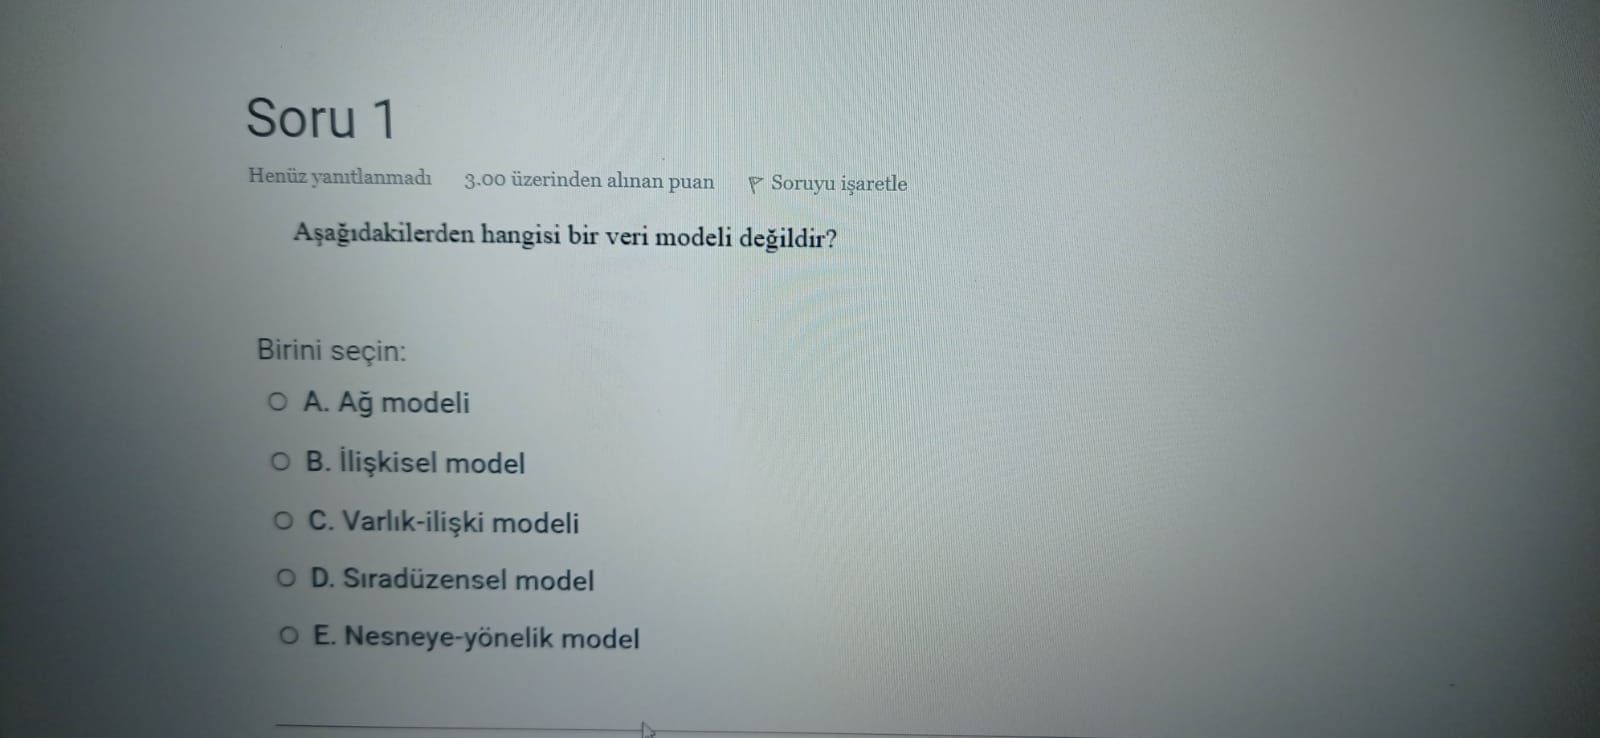 Soru 1
Henüz yanıtlanmadı 3.00 üzerinden alınan puan Soruyu işaretle
Aşağıdakilerden hangisi bir veri modeli değildir?
Birini seçin:
A. Ağ modeli
B. İlişkisel model
C. Varlık-ilişki modeli
D. Sıradüzensel model
E. Nesneye-yönelik model